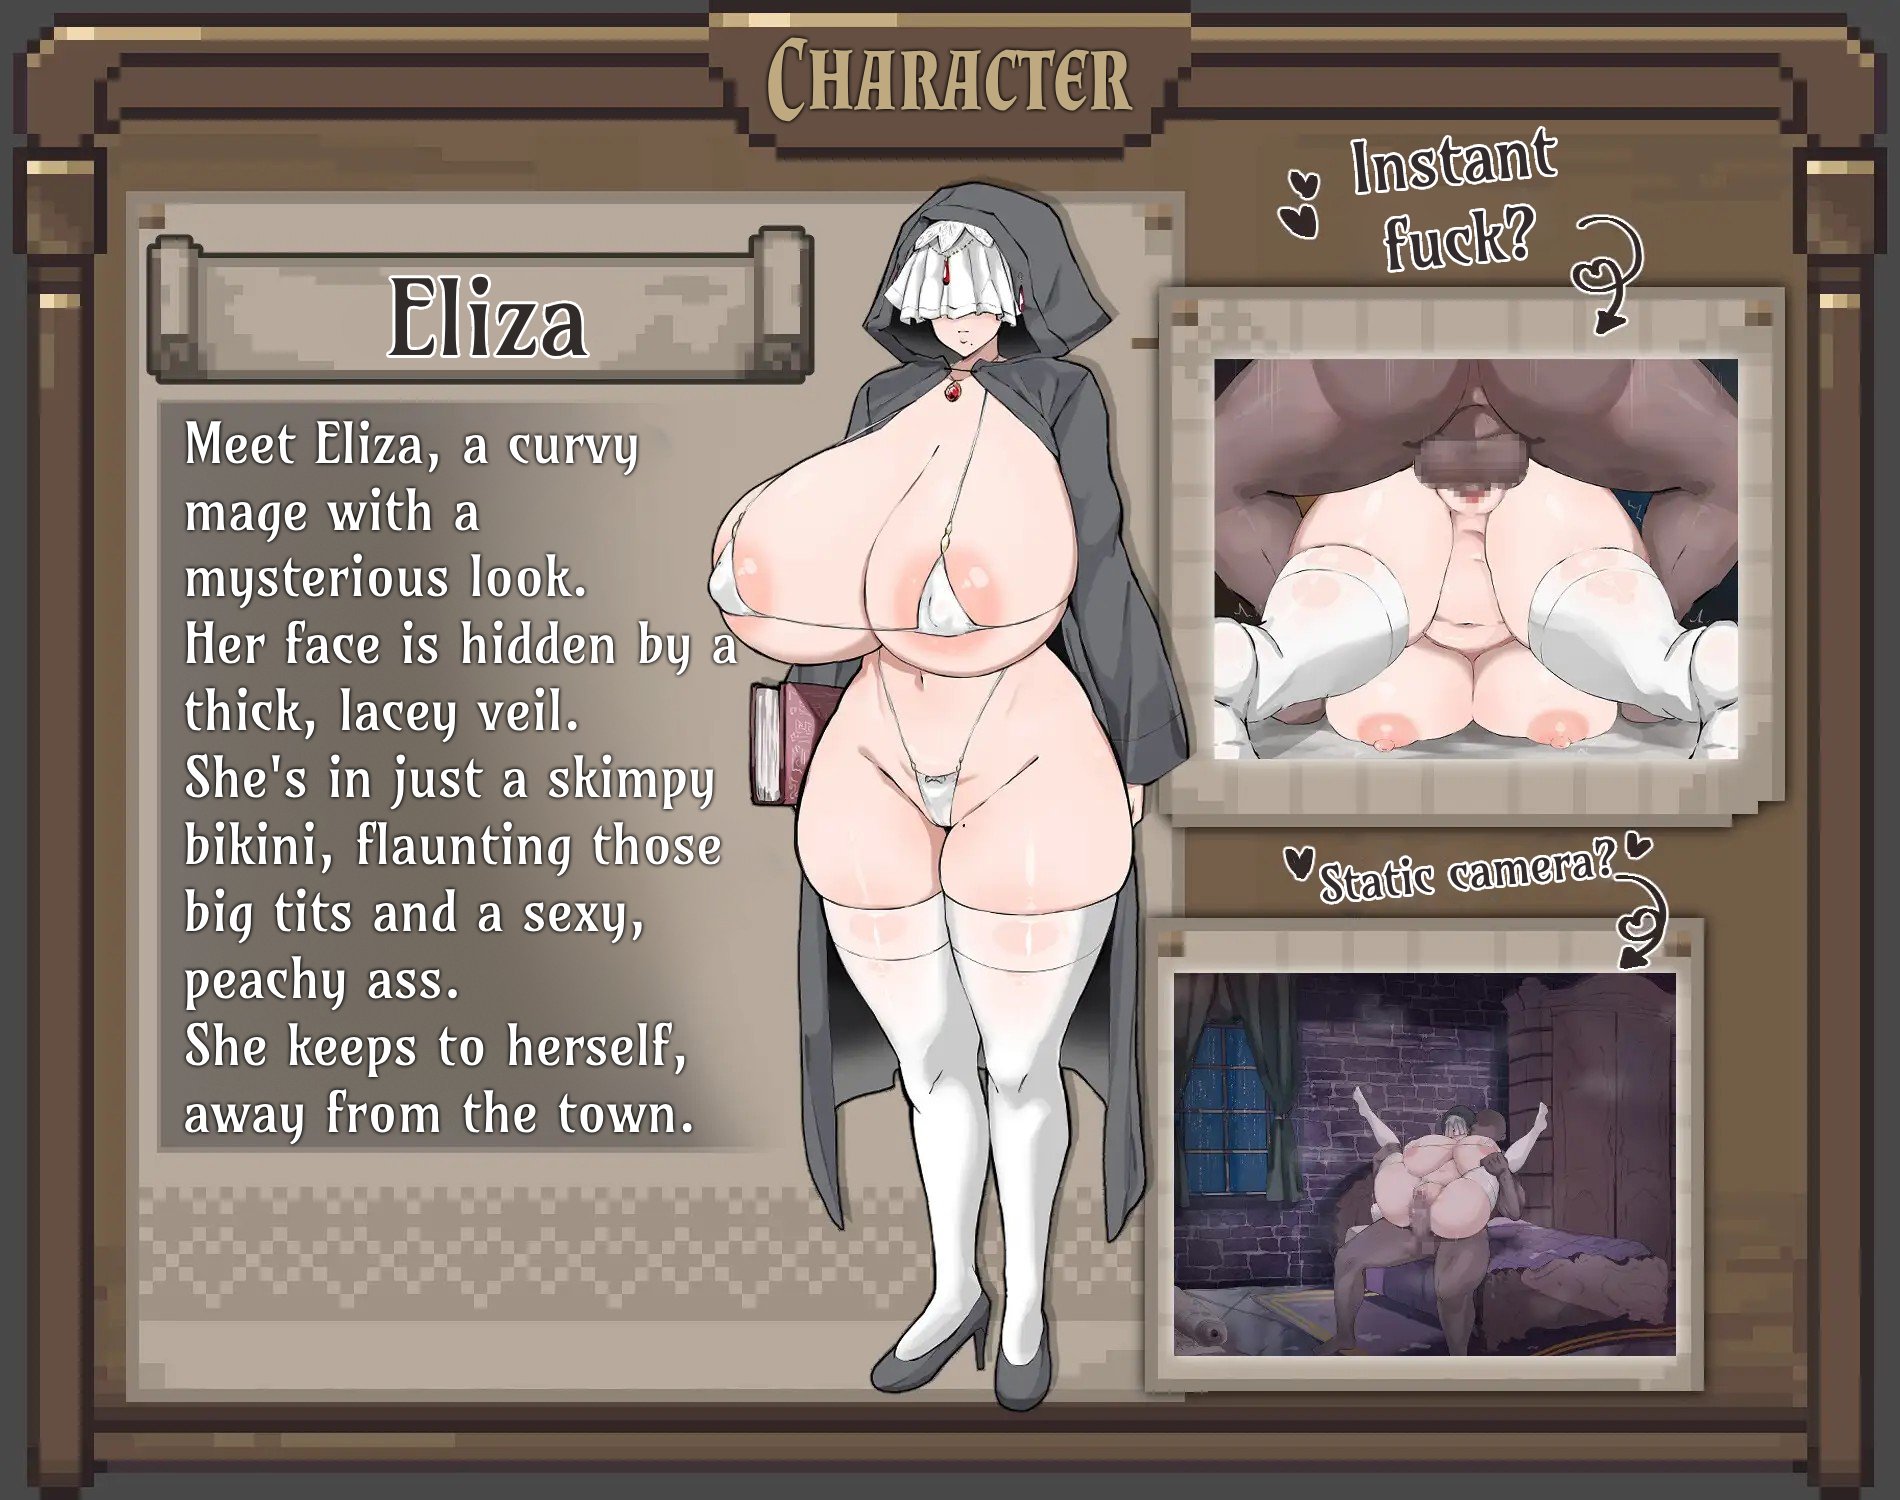 CHARACTER
Eliza
Meet Eliza, a curvy
mage with a
mysterious look.
Her face is hidden by a
thick, lacey veil.
She's in just a skimpy
bikini, flaunting those
big tits and a sexy,
peachy ass.
She keeps to herself,
away from the town.
Instant
fuck?
Static camera?